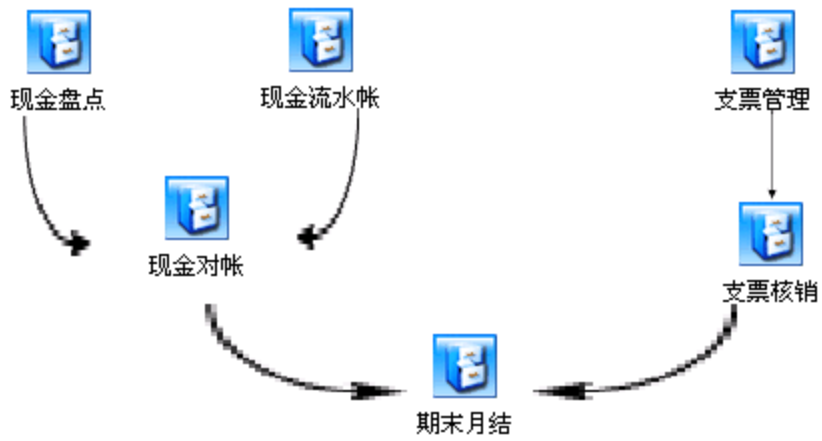 现金盘点
现金流水帐
支票管理
现金对帐
支票核销
期末月结